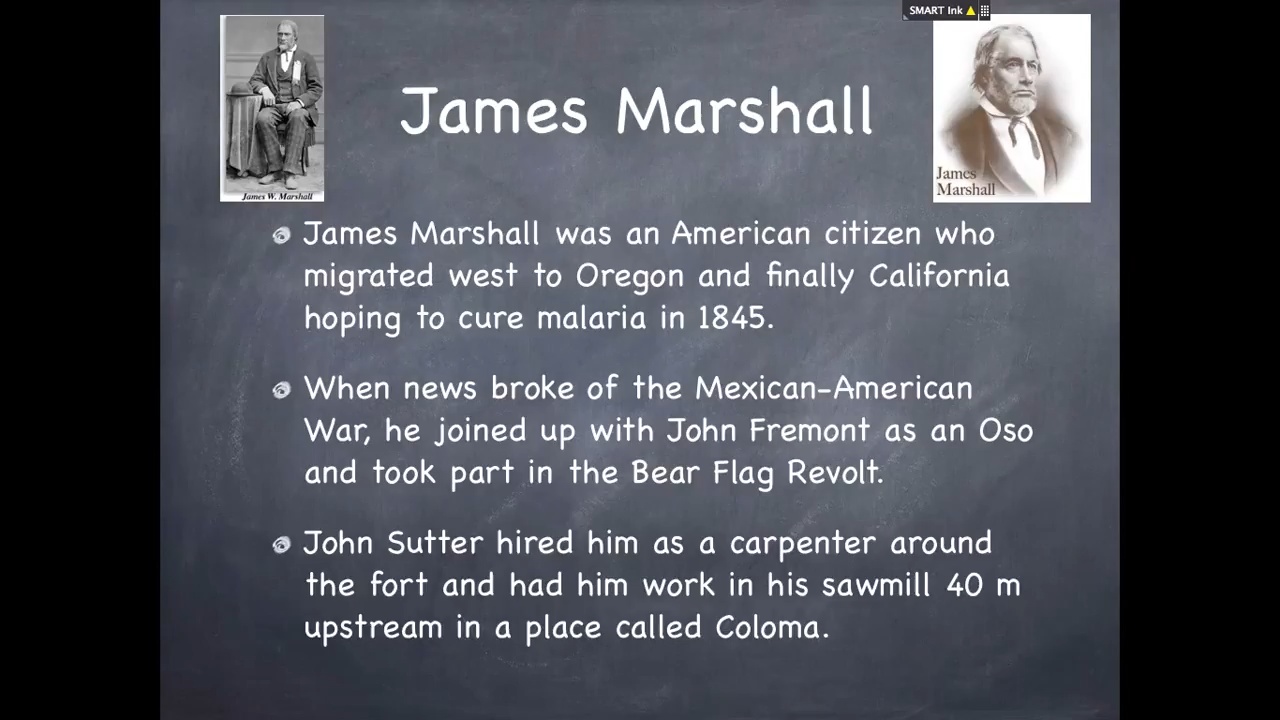 SMART Ink
James Marshall
James W. Marshall
James
Marshall
James Marshall was an American citizen who
migrated west to Oregon and finally California
hoping to cure malaria in 1845.
When news broke of the Mexican-American
War, he joined up with John Fremont as an Oso
and took part in the Bear Flag Revolt.
John Sutter hired him as a carpenter around
the fort and had him work in his sawmill 40 m
upstream in a place called Coloma.